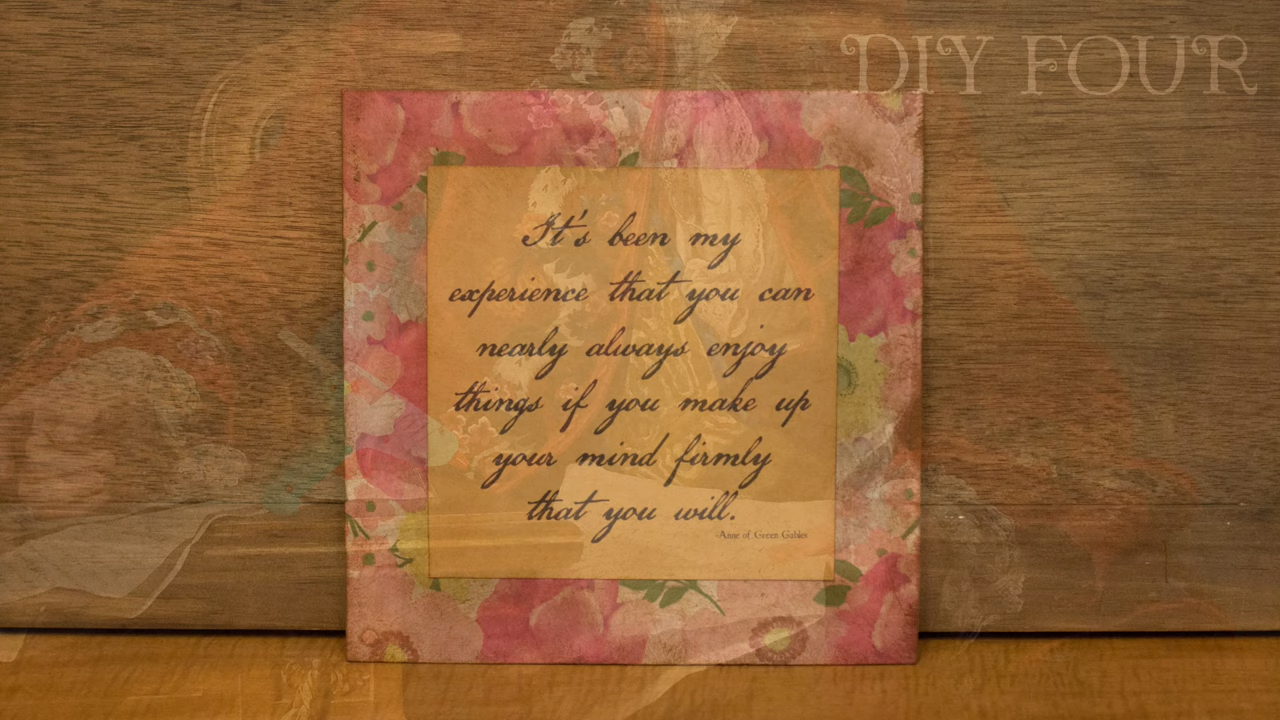 DIY FOUR
It's been my
experience that you can
nearly always enjoy
things if you make up
your mind firmly
that you will.
-Anne of Green Gables